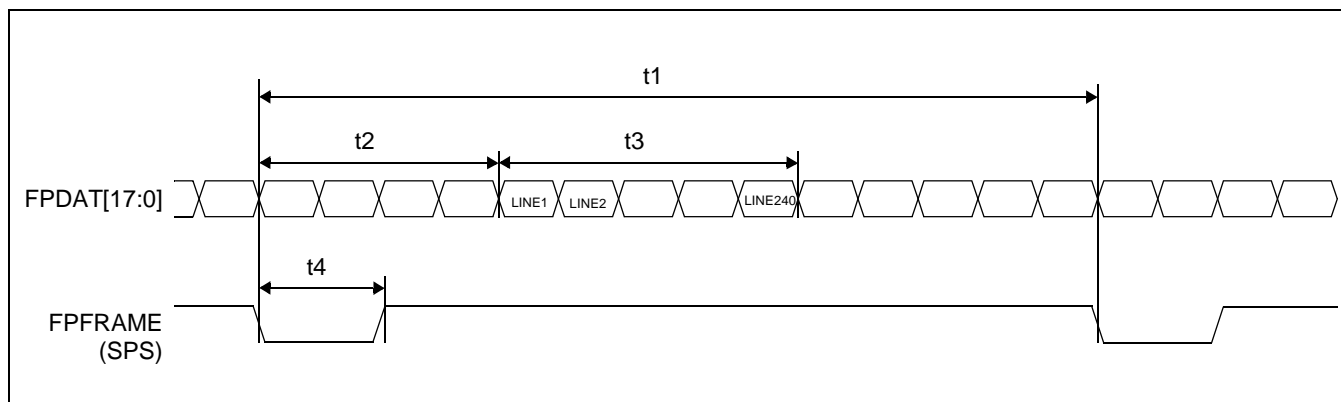 t1
t2
t3
FPDAT[17:0]
LINE1
LINE2
LINE240
t4
FPFRAME
(SPS)